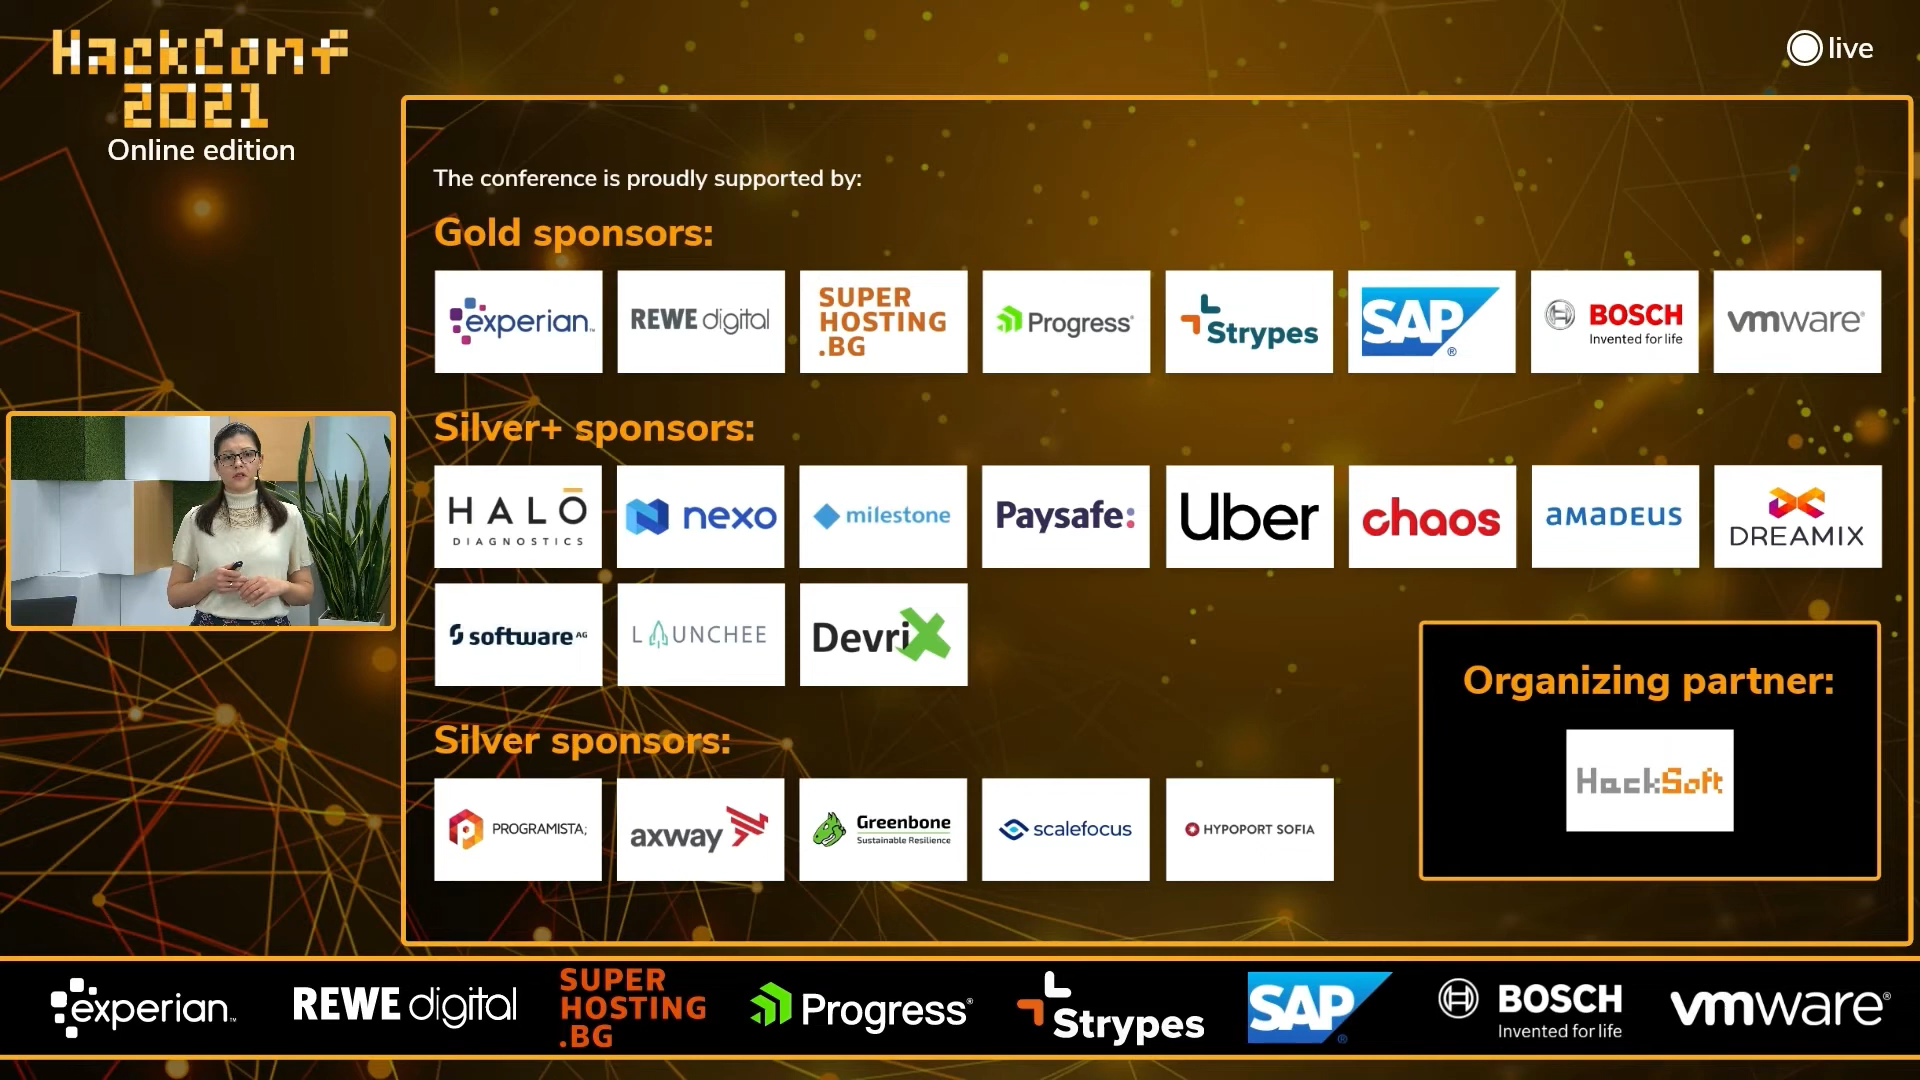 HackConf
2021
Online edition
live
The conference is proudly supported by:
Gold sponsors:
experian™
REWE digital
SUPER
HOSTING
.BG
Progress®
Strypes
SAP®
BOSCH
Invented for life
vmware®
Silver+ sponsors:
HALO
DIAGNOSTICS
nexo
milestone
Paysafe:
Uber
chaos
aMaDEUS
DREAMIX
software AG
LAUNCHEE
DevriX
Silver sponsors:
PROGRAMISTA;
axway
Greenbone
Sustainable Resilience
scalefocus
HYPOPORT SOFIA
Organizing partner:
HackSoft
experian™
REWE digital
SUPER
HOSTING
.BG
Progress®
Strypes
SAP®
BOSCH
Invented for life
vmware®